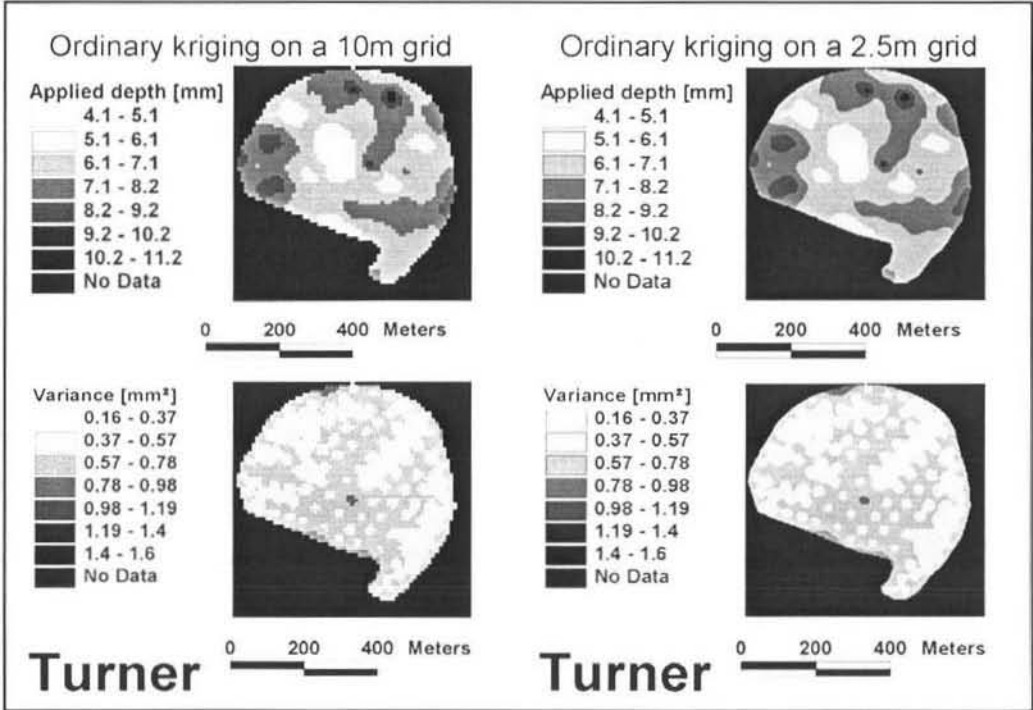 Ordinary kriging on a 10m grid
Applied depth [mm]
4.1 - 5.1
5.1 - 6.1
6.1 - 7.1
7.1 - 8.2
8.2 - 9.2
9.2 - 10.2
10.2 - 11.2
No Data
0 200 400 Meters
Variance [mm²]
0.16 - 0.37
0.37 - 0.57
0.57 - 0.78
0.78 - 0.98
0.98 - 1.19
1.19 - 1.4
1.4 - 1.6
No Data
0 200 400 Meters
Turner
Ordinary kriging on a 2.5m grid
Applied depth [mm]
4.1 - 5.1
5.1 - 6.1
6.1 - 7.1
7.1 - 8.2
8.2 - 9.2
9.2 - 10.2
10.2 - 11.2
No Data
0 200 400 Meters
Variance [mm²]
0.16 - 0.37
0.37 - 0.57
0.57 - 0.78
0.78 - 0.98
0.98 - 1.19
1.19 - 1.4
1.4 - 1.6
No Data
0 200 400 Meters
Turner